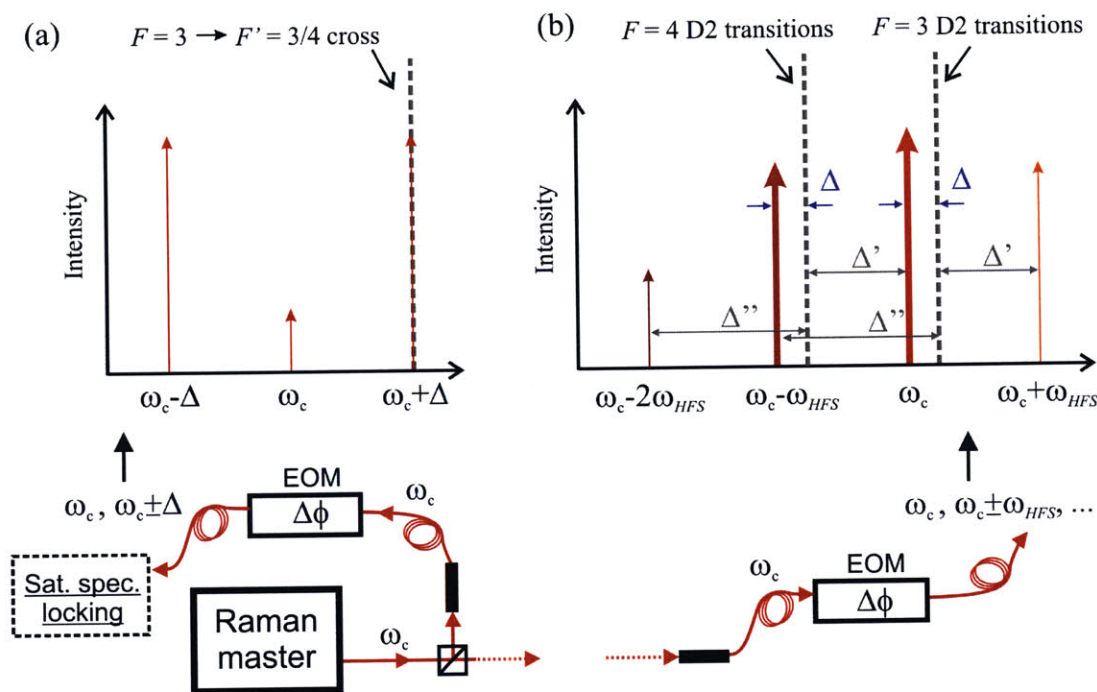 (a)
F = 3 → F' = 3/4 cross
Intensity
ω_c-Δ
ω_c
ω_c+Δ
(b)
F = 4 D2 transitions
F = 3 D2 transitions
Intensity
Δ
Δ
Δ'
Δ'
Δ''
Δ''
ω_c-2ω_HFS
ω_c-ω_HFS
ω_c
ω_c+ω_HFS
ω_c, ω_c±Δ
EOM
Δϕ
ω_c
Sat. spec.
locking
Raman
master
ω_c
ω_c, ω_c±ω_HFS, ...
ω_c
EOM
Δϕ